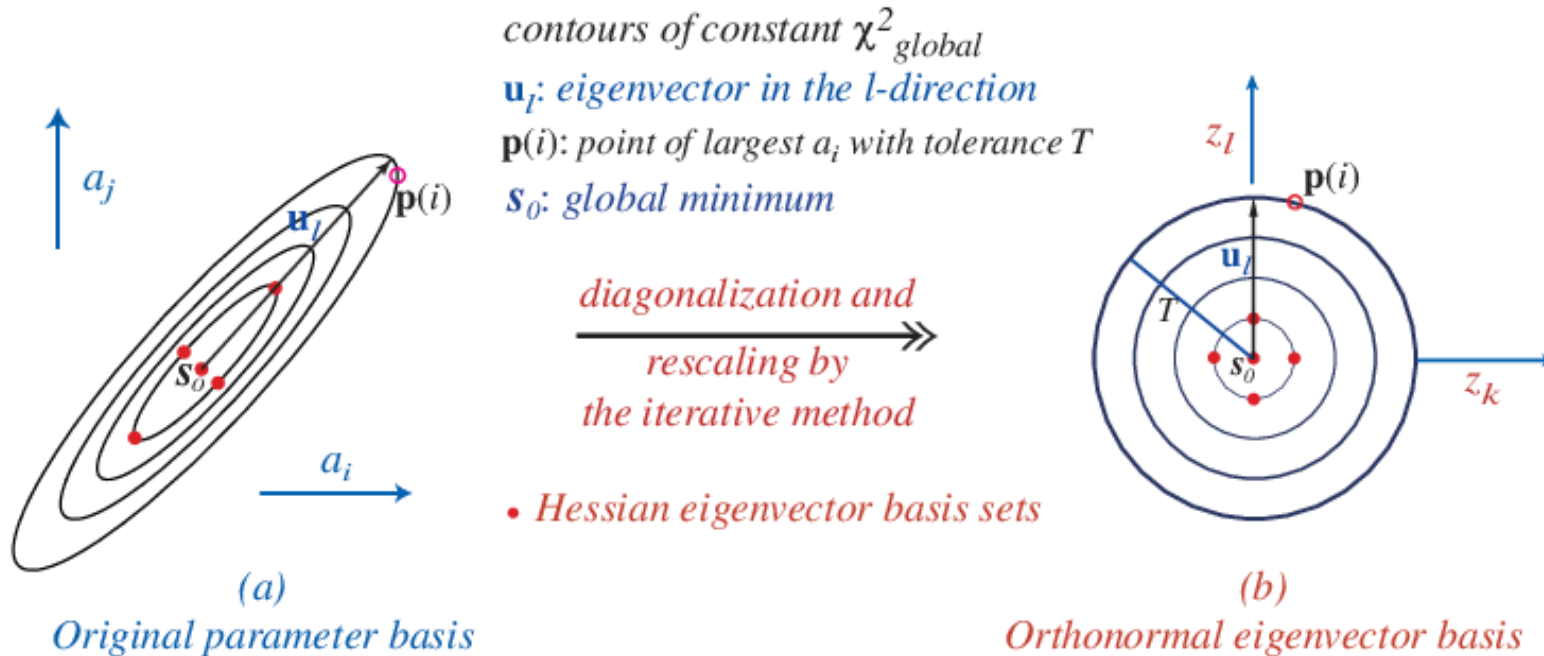 contours of constant χ²global
u_l: eigenvector in the l-direction
p(i): point of largest a_i with tolerance T
s_0: global minimum
a_j
u_l
p(i)
s_0
a_i
diagonalization and
rescaling by
the iterative method
• Hessian eigenvector basis sets
z_l
p(i)
u_l
T
s_0
z_k
(a)
Original parameter basis
(b)
Orthonormal eigenvector basis